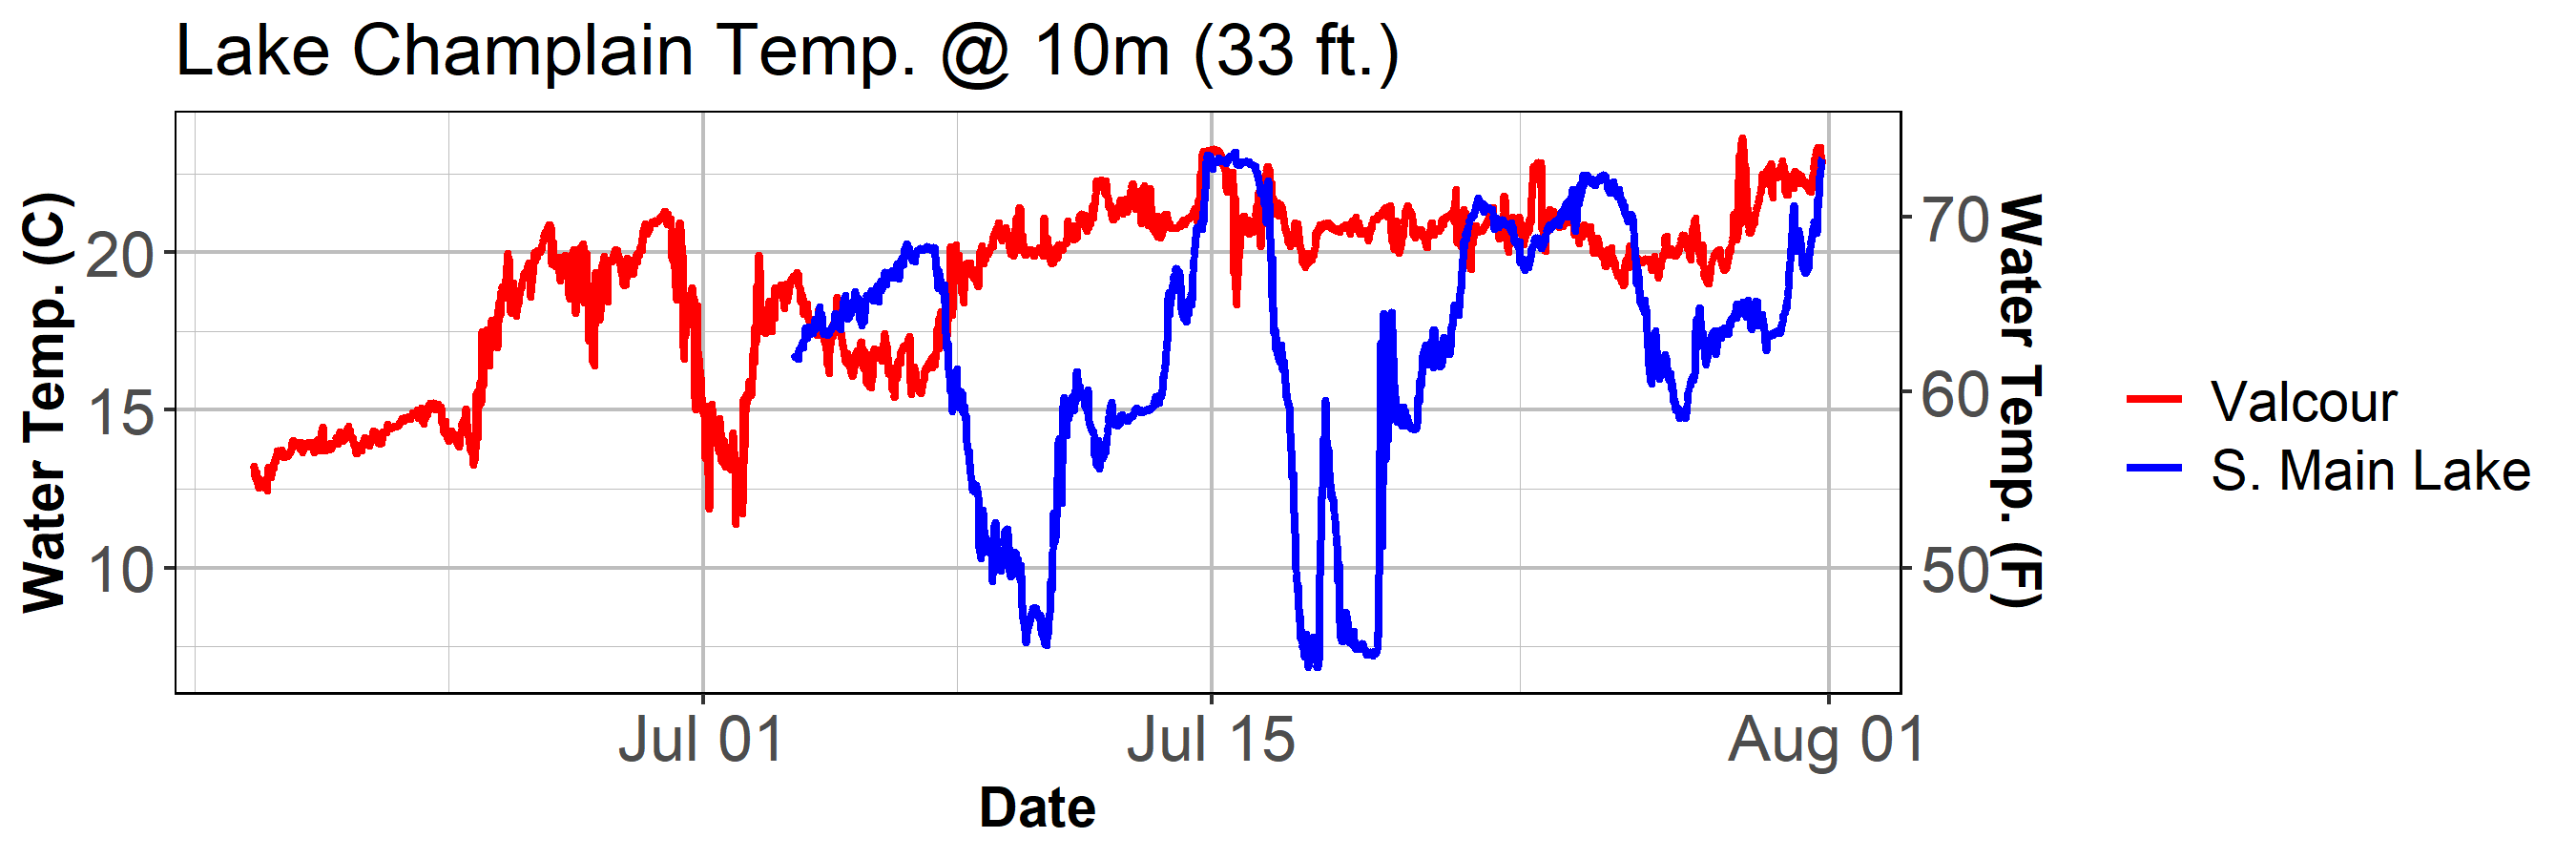 Lake Champlain Temp. @ 10m (33 ft.)
Water Temp. (C)
20
15
10
70
60
50
Water Temp. (F)
Jul 01
Jul 15
Aug 01
Date
Valcour
S. Main Lake